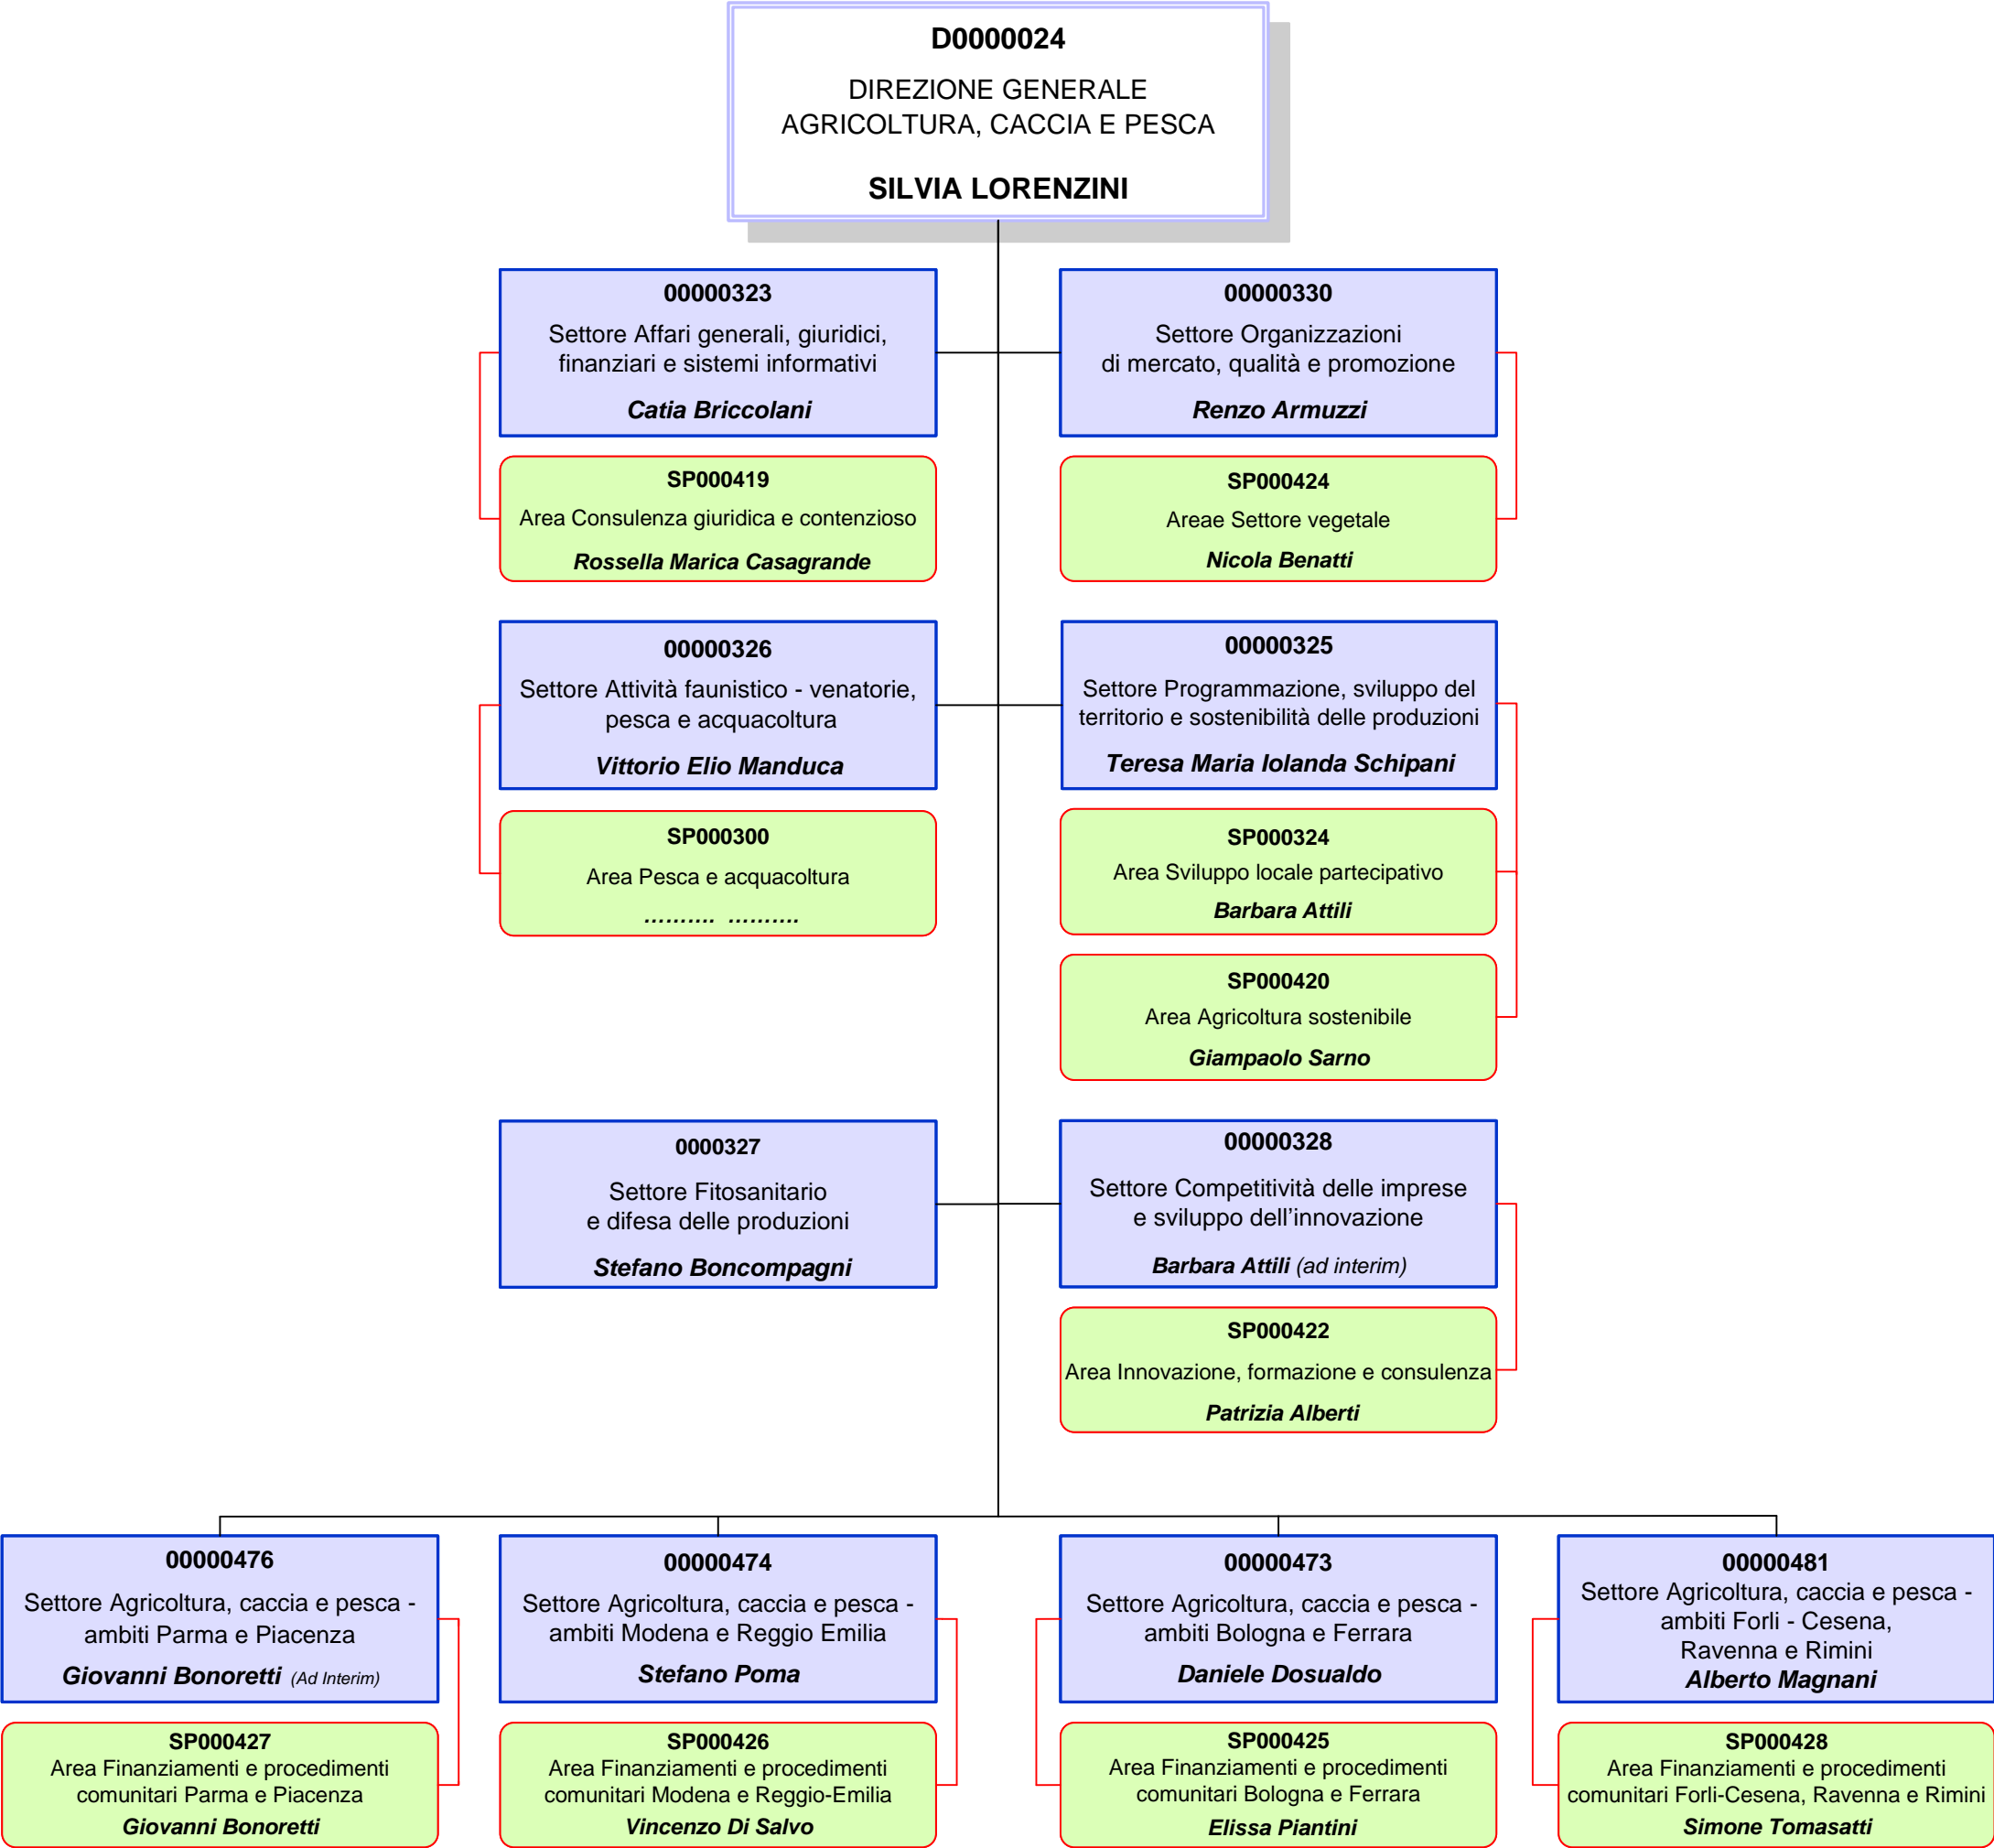 D0000024
DIREZIONE GENERALE
AGRICOLTURA, CACCIA E PESCA
SILVIA LORENZINI
00000323
Settore Affari generali, giuridici,
finanziari e sistemi informativi
Catia Briccolani
00000330
Settore Organizzazioni
di mercato, qualità e promozione
Renzo Armuzzi
SP000419
Area Consulenza giuridica e contenzioso
Rossella Marica Casagrande
SP000424
Areae Settore vegetale
Nicola Benatti
00000326
Settore Attività faunistico - venatorie,
pesca e acquacoltura
Vittorio Elio Manduca
00000325
Settore Programmazione, sviluppo del
territorio e sostenibilità delle produzioni
Teresa Maria Iolanda Schipani
SP000300
Area Pesca e acquacoltura
………. ……….
SP000324
Area Sviluppo locale partecipativo
Barbara Attili
SP000420
Area Agricoltura sostenibile
Giampaolo Sarno
0000327
Settore Fitosanitario
e difesa delle produzioni
Stefano Boncompagni
00000328
Settore Competitività delle imprese
e sviluppo dell’innovazione
Barbara Attili (ad interim)
SP000422
Area Innovazione, formazione e consulenza
Patrizia Alberti
00000476
Settore Agricoltura, caccia e pesca -
ambiti Parma e Piacenza
Giovanni Bonoretti (Ad Interim)
00000474
Settore Agricoltura, caccia e pesca -
ambiti Modena e Reggio Emilia
Stefano Poma
00000473
Settore Agricoltura, caccia e pesca -
ambiti Bologna e Ferrara
Daniele Dosualdo
00000481
Settore Agricoltura, caccia e pesca -
ambiti Forli - Cesena,
Ravenna e Rimini
Alberto Magnani
SP000427
Area Finanziamenti e procedimenti
comunitari Parma e Piacenza
Giovanni Bonoretti
SP000426
Area Finanziamenti e procedimenti
comunitari Modena e Reggio-Emilia
Vincenzo Di Salvo
SP000425
Area Finanziamenti e procedimenti
comunitari Bologna e Ferrara
Elissa Piantini
SP000428
Area Finanziamenti e procedimenti
comunitari Forli-Cesena, Ravenna e Rimini
Simone Tomasatti